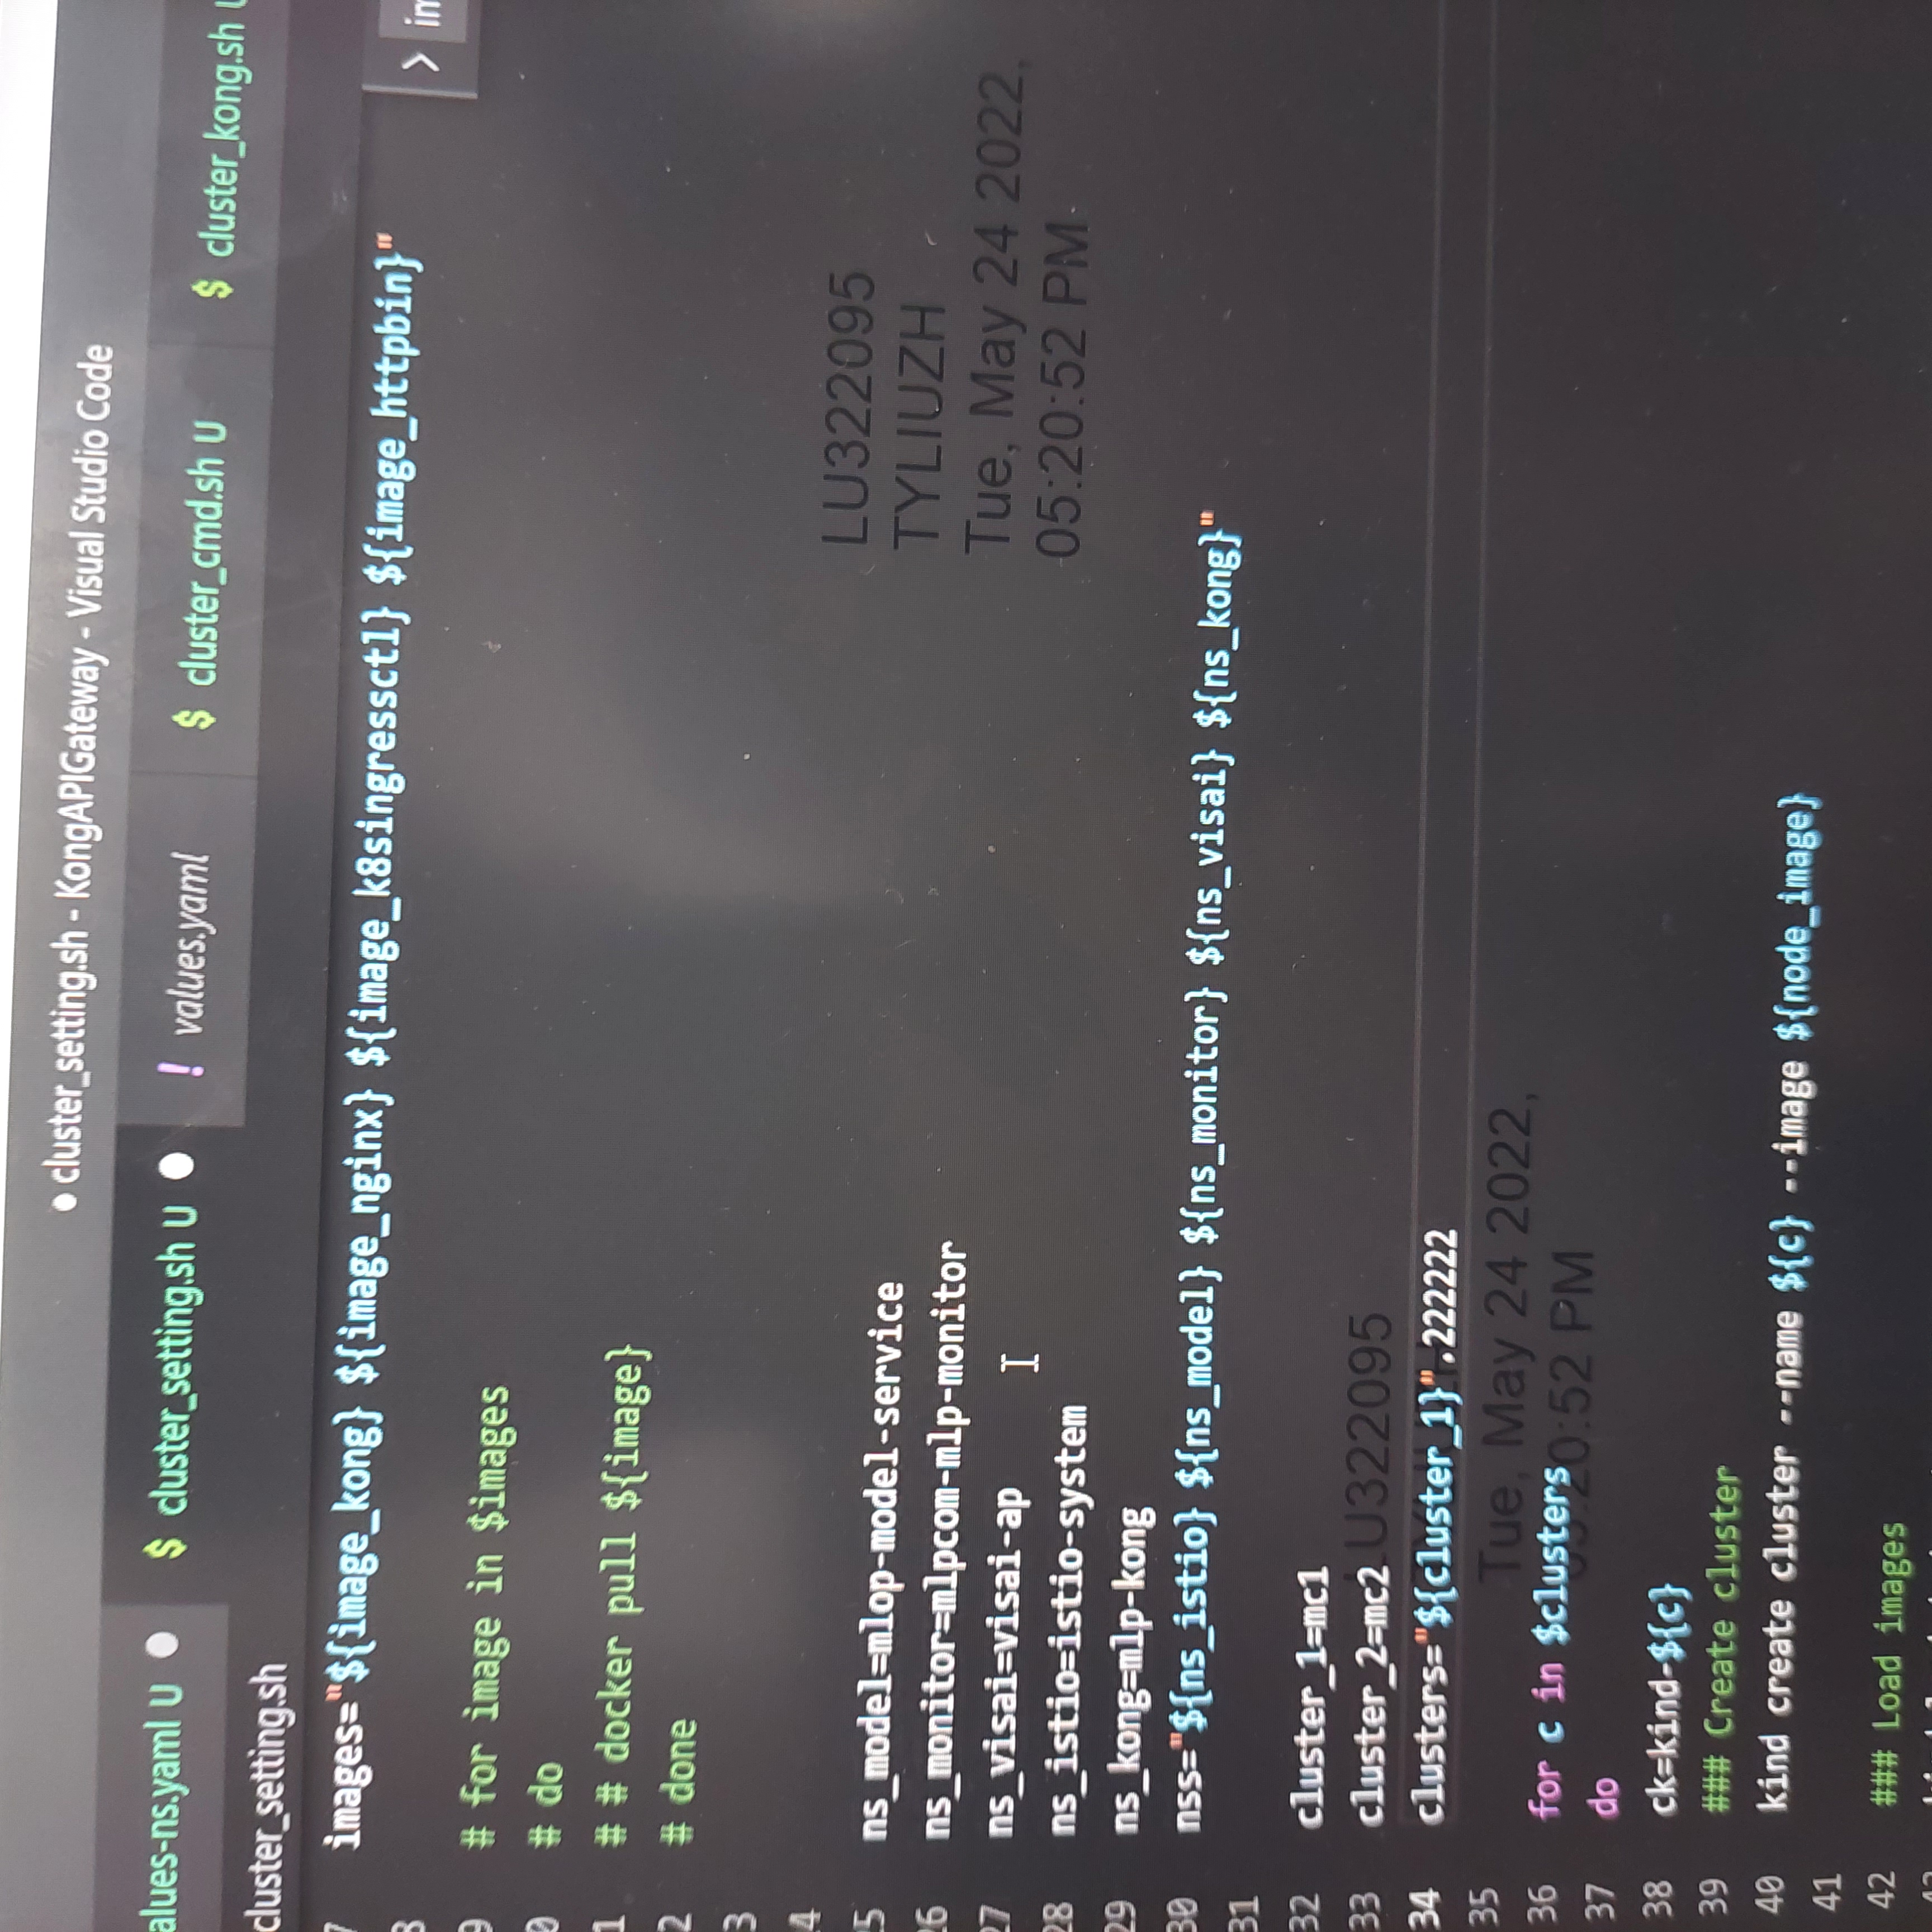 ● cluster_setting.sh - KongAPIGateway - Visual Studio Code
alues-ns.yaml U ● $ cluster_setting.sh U ● ! values.yaml $ cluster_cmd.sh U $ cluster_kong.sh U
cluster_setting.sh
7 images="${image_kong} ${image_nginx} ${image_k8singressctl} ${image_httpbin}"
8
> im
9 # for image in $images
0 # do
1 # # docker pull ${image}
2 # done
3
4
25 ns_model=mlop-model-service
26 ns_monitor=mlpcom-mlp-monitor
27 ns_visai=visai-ap
28 ns_istio=istio-system
29 ns_kong=mlp-kong
30 nss="${ns_istio} ${ns_model} ${ns_monitor} ${ns_visai} ${ns_kong}"
31
32 cluster_1=mc1
33 cluster_2=mc2
34 clusters="${cluster_1}".222222
35
36 for c in $clusters
37 do
38 ck=kind-${c}
39 ### Create cluster
40 kind create cluster --name ${c} --image ${node_image}
41
42 ### Load images
LU322095
TYLIUZH
Tue, May 24 2022,
05:20:52 PM
LU322095
Tue, May 24 2022,
05:20:52 PM